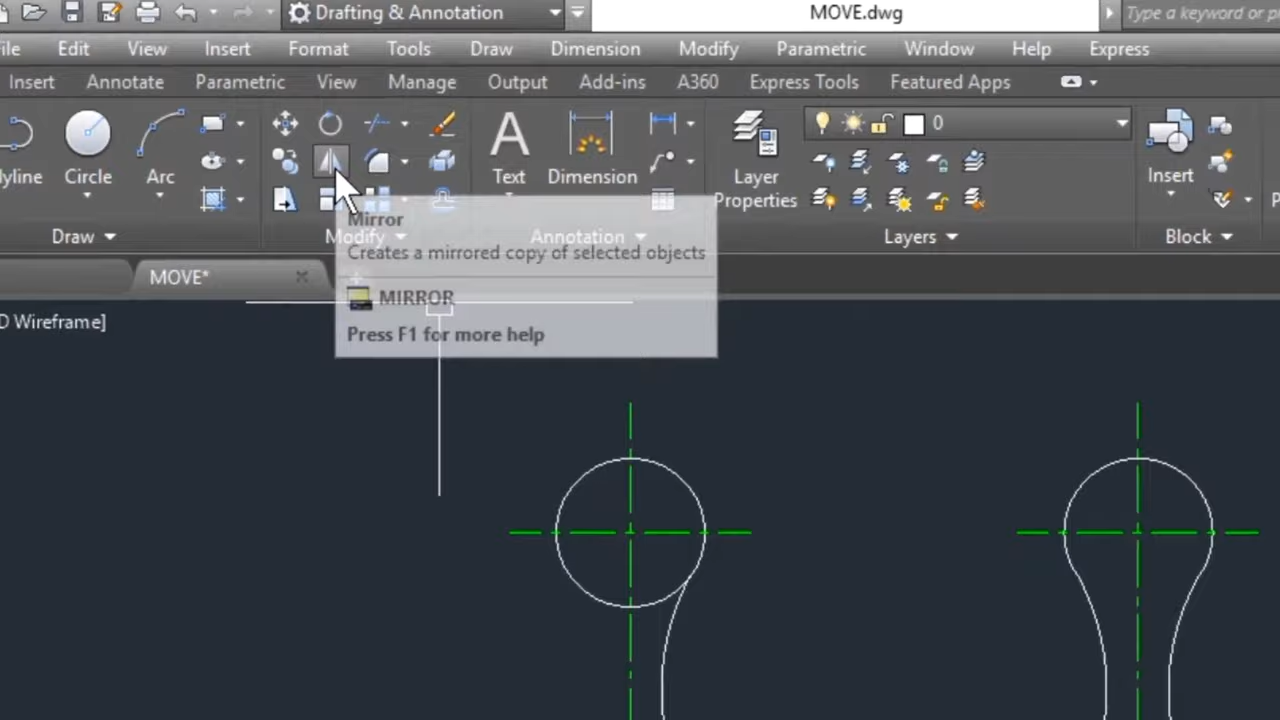 Drafting & Annotation
MOVE.dwg
Type a keyword or
File Edit View Insert Format Tools Draw Dimension Modify Parametric Window Help Express
Insert Annotate Parametric View Manage Output Add-ins A360 Express Tools Featured Apps
0
yline Circle Arc Text Dimension Layer Properties Insert
Draw Modify Annotation Layers Block
Mirror
Creates a mirrored copy of selected objects
MIRROR
Press F1 for more help
MOVE*
D Wireframe]